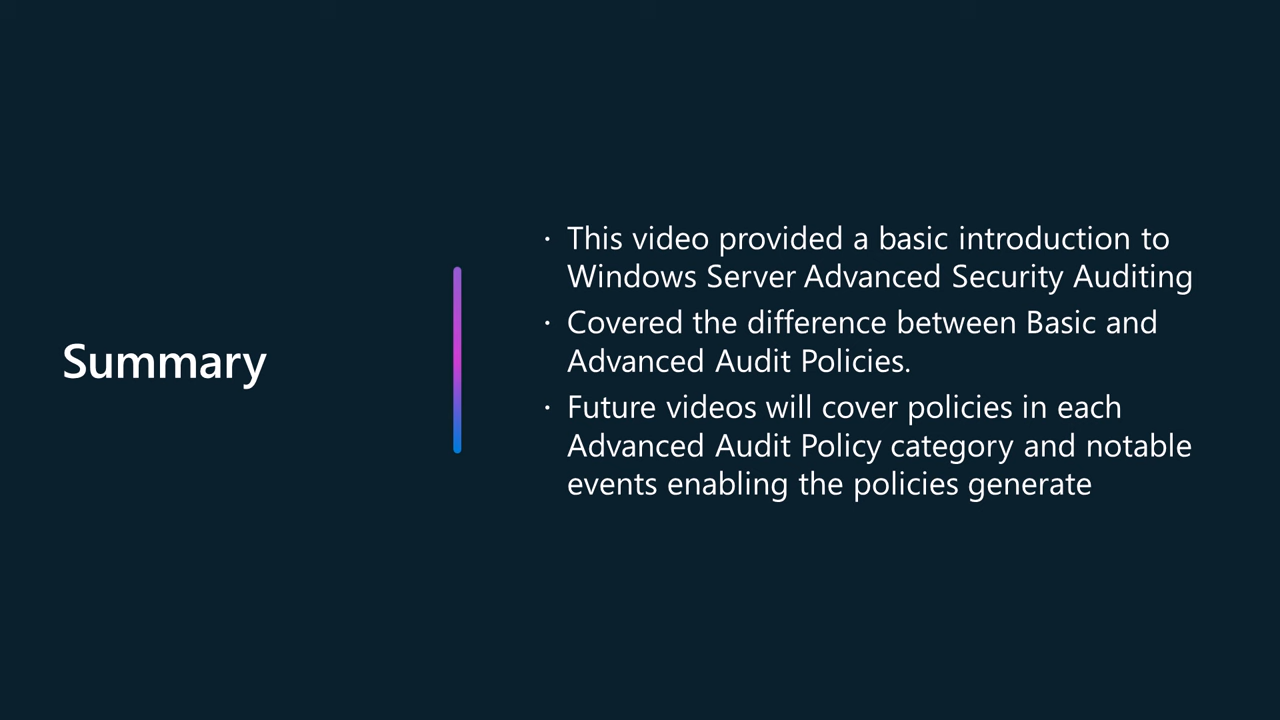 Summary
· This video provided a basic introduction to
Windows Server Advanced Security Auditing
· Covered the difference between Basic and
Advanced Audit Policies.
· Future videos will cover policies in each
Advanced Audit Policy category and notable
events enabling the policies generate